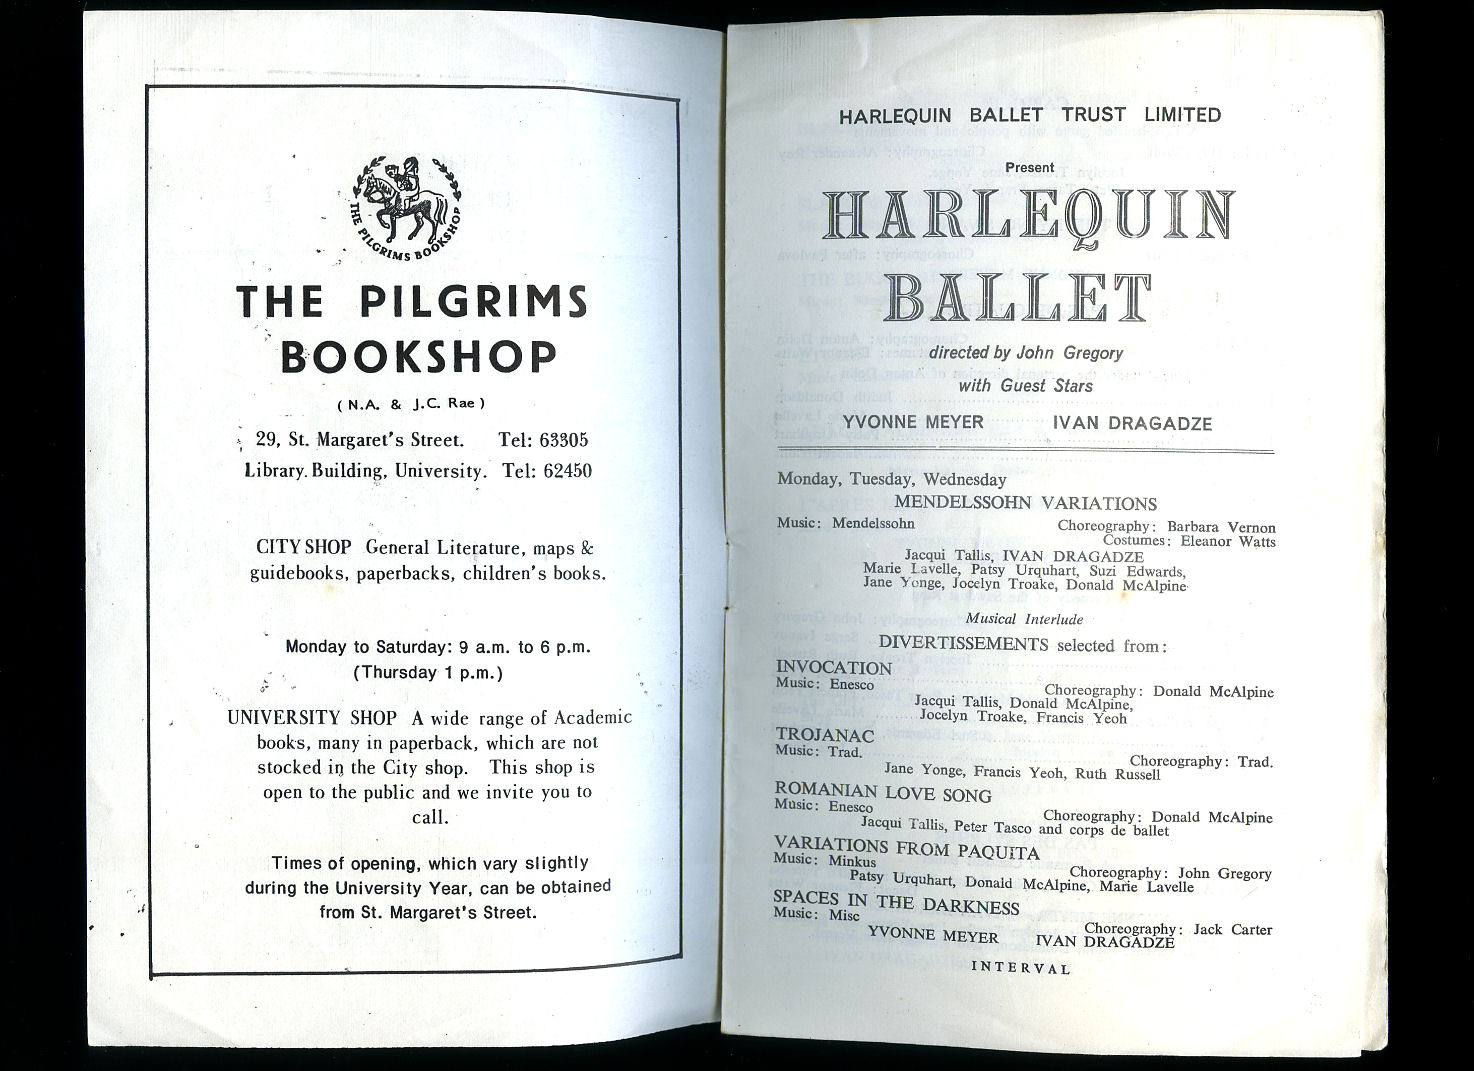 THE PILGRIMS BOOKSHOP
THE PILGRIMS
BOOKSHOP
( N.A. & J.C. Rae )
29, St. Margaret's Street. Tel: 63305
Library Building, University. Tel: 62450
CITY SHOP General Literature, maps &
guidebooks, paperbacks, children's books.
Monday to Saturday: 9 a.m. to 6 p.m.
(Thursday 1 p.m.)
UNIVERSITY SHOP A wide range of Academic
books, many in paperback, which are not
stocked in the City shop. This shop is
open to the public and we invite you to
call.
Times of opening, which vary slightly
during the University Year, can be obtained
from St. Margaret's Street.
HARLEQUIN BALLET TRUST LIMITED
Present
HARLEQUIN
BALLET
directed by John Gregory
with Guest Stars
YVONNE MEYER IVAN DRAGADZE
Monday, Tuesday, Wednesday
MENDELSSOHN VARIATIONS
Music: Mendelssohn Choreography: Barbara Vernon
Costumes: Eleanor Watts
Jacqui Tallis, IVAN DRAGADZE
Marie Lavelle, Patsy Urquhart, Suzi Edwards,
Jane Yonge, Jocelyn Troake, Donald McAlpine
Musical Interlude
DIVERTISSEMENTS selected from:
INVOCATION
Music: Enesco Choreography: Donald McAlpine
Jacqui Tallis, Donald McAlpine,
Jocelyn Troake, Francis Yeoh
TROJANAC
Music: Trad. Choreography: Trad.
Jane Yonge, Francis Yeoh, Ruth Russell
ROMANIAN LOVE SONG
Music: Enesco Choreography: Donald McAlpine
Jacqui Tallis, Peter Tasco and corps de ballet
VARIATIONS FROM PAQUITA
Music: Minkus Choreography: John Gregory
Patsy Urquhart, Donald McAlpine, Marie Lavelle
SPACES IN THE DARKNESS
Music: Misc Choreography: Jack Carter
YVONNE MEYER IVAN DRAGADZE
INTERVAL